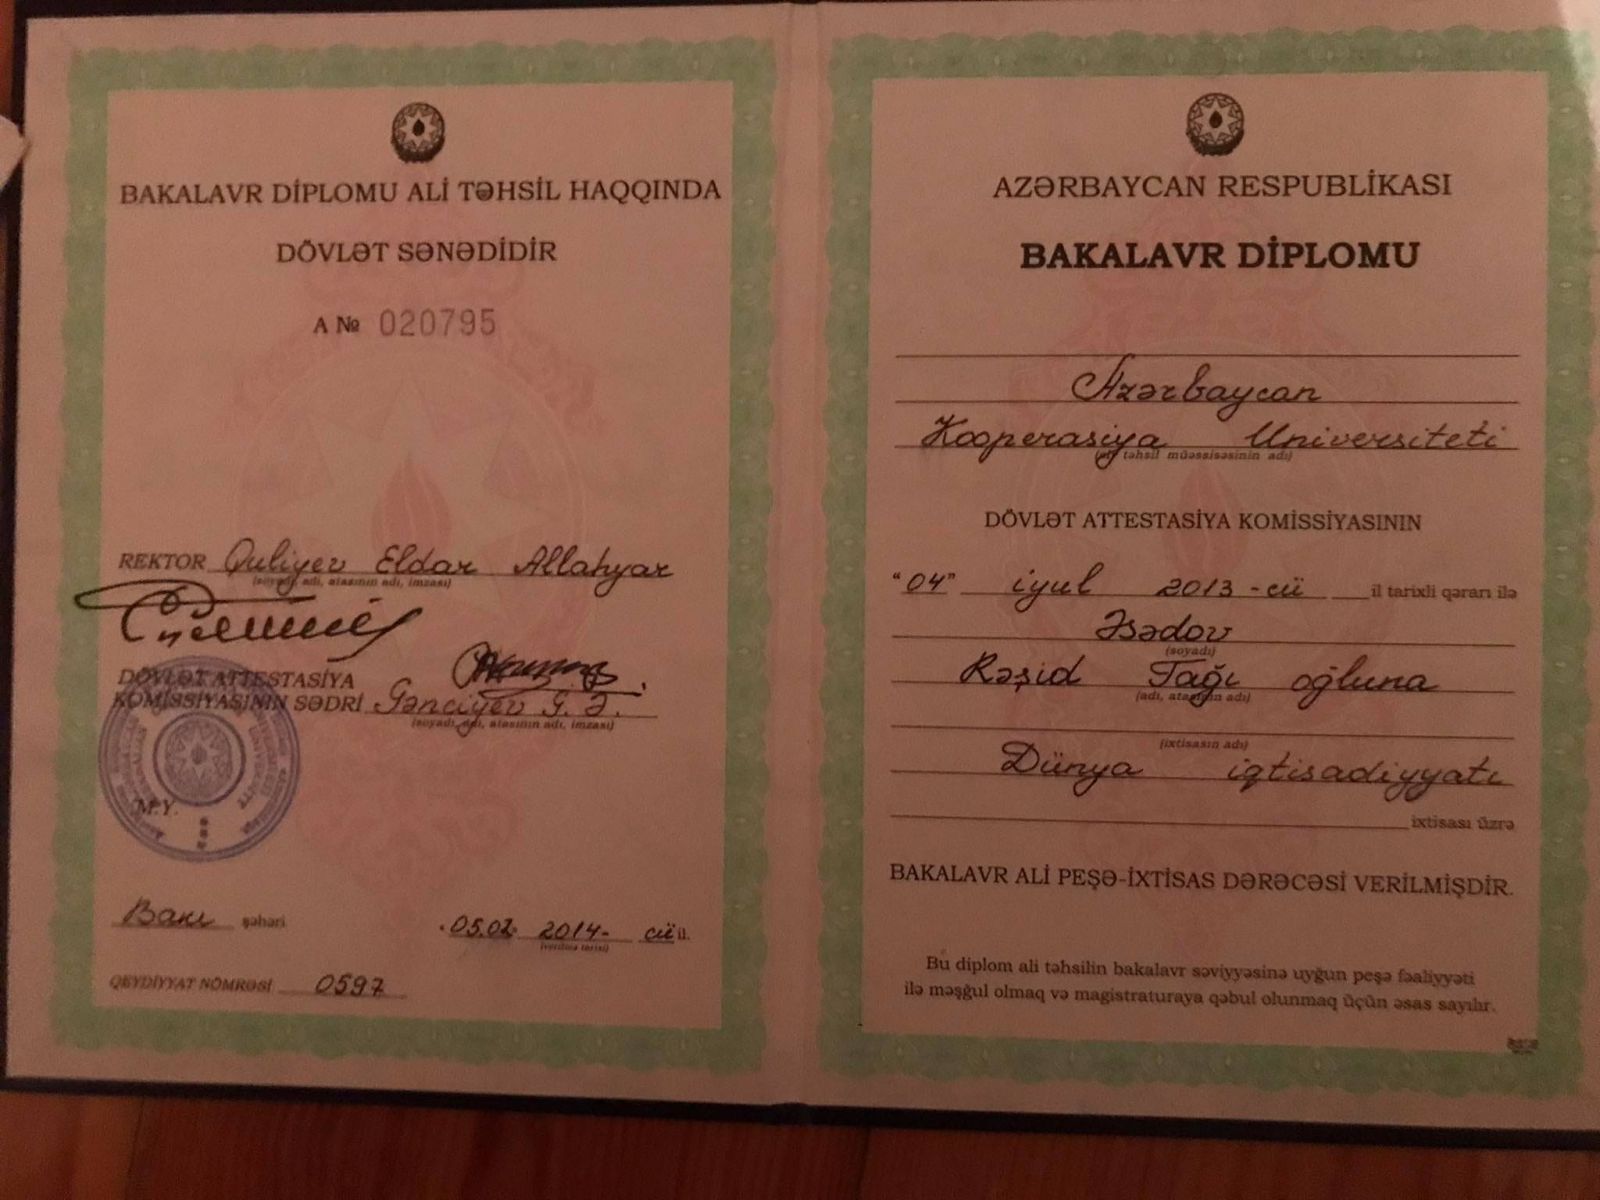 BAKALAVR DİPLOMU ALİ TƏHSİL HAQQINDA
DÖVLƏT SƏNƏDİDİR
A № 020795
REKTOR Quliyev Eldar Allahyar
(soyadı, adı, atasının adı, imzası)
DÖVLƏT ATTESTASİYA
KOMİSSİYASININ SƏDRİ Gənciyev G. Ə.
(soyadı, adı, atasının adı, imzası)
M.Y.
Bakı şəhəri
"05.02" 2014-cü il.
(verilmə tarixi)
QEYDİYYAT NÖMRƏSİ 0597
AZƏRBAYCAN RESPUBLİKASI
BAKALAVR DİPLOMU
Azərbaycan
Kooperasiya Universiteti
(ali təhsil müəssisəsinin adı)
DÖVLƏT ATTESTASİYA KOMİSSİYASININ
"04" iyul 2013-cü il tarixli qərarı ilə
Əsədov
(soyadı)
Rəşid Tağı oğluna
(adı, atasının adı)
(ixtisasın adı)
Dünya iqtisadiyyatı
ixtisası üzrə
BAKALAVR ALİ PEŞƏ-İXTİSAS DƏRƏCƏSİ VERİLMİŞDİR.
Bu diplom ali təhsilin bakalavr səviyyəsinə uyğun peşə fəaliyyəti
ilə məşğul olmaq və magistraturaya qəbul olunmaq üçün əsas sayılır.